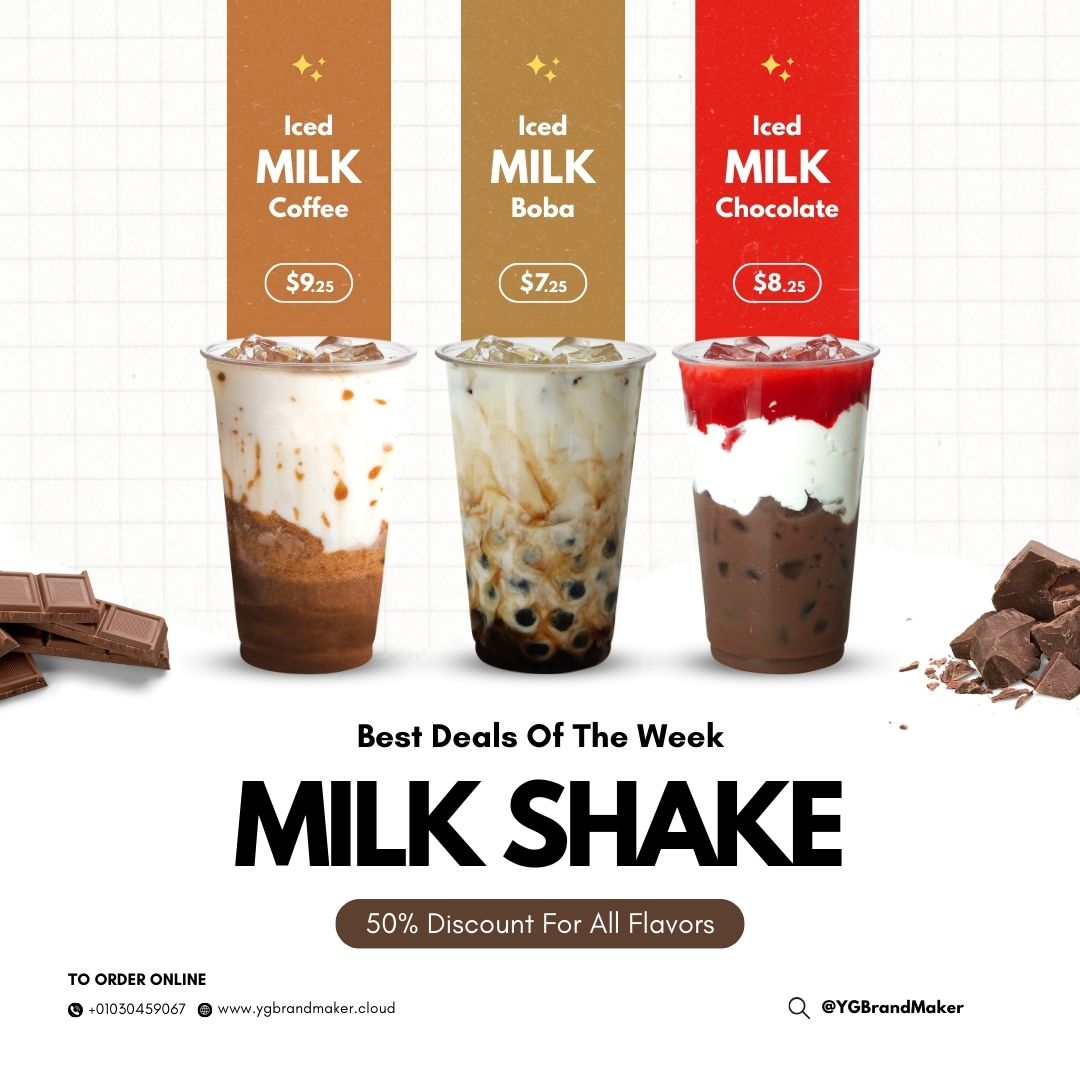 Iced
MILK
Coffee
$9.25
Iced
MILK
Boba
$7.25
Iced
MILK
Chocolate
$8.25
Best Deals Of The Week
MILK SHAKE
50% Discount For All Flavors
TO ORDER ONLINE
+01030459067 www.ygbrandmaker.cloud
@YGBrandMaker